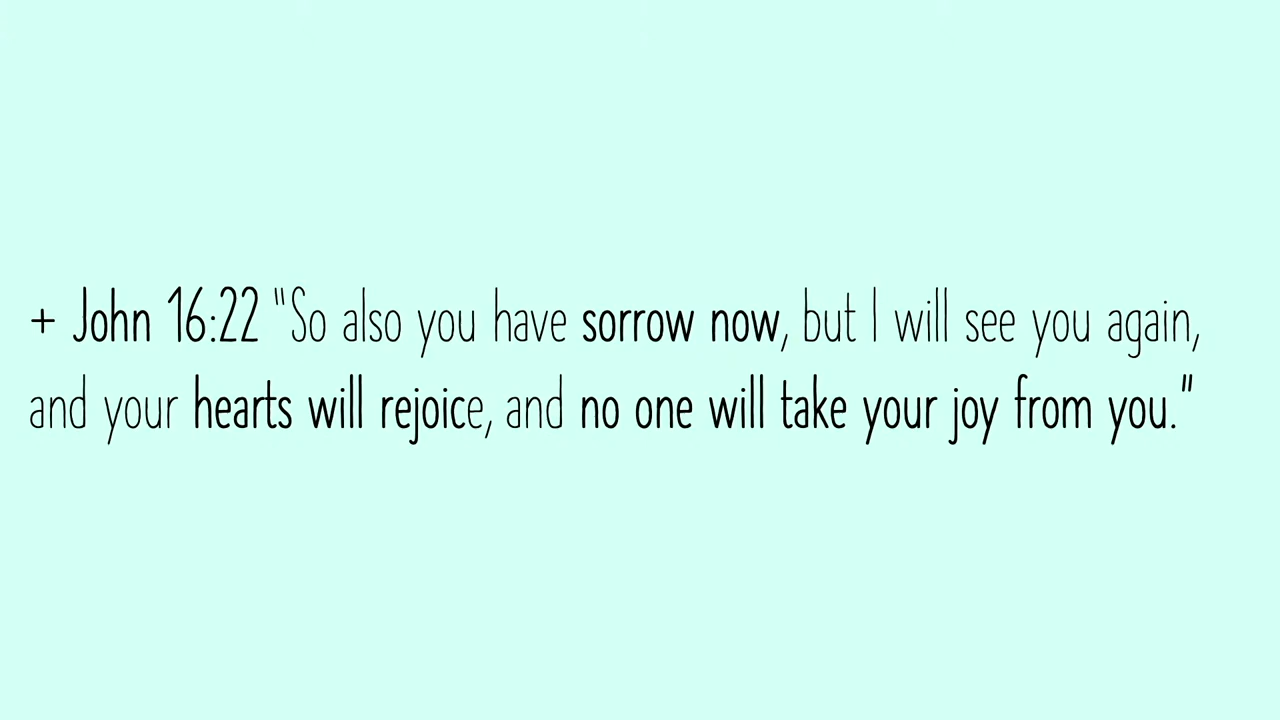 + John 16:22 "So also you have sorrow now, but I will see you again,
and your hearts will rejoice, and no one will take your joy from you."